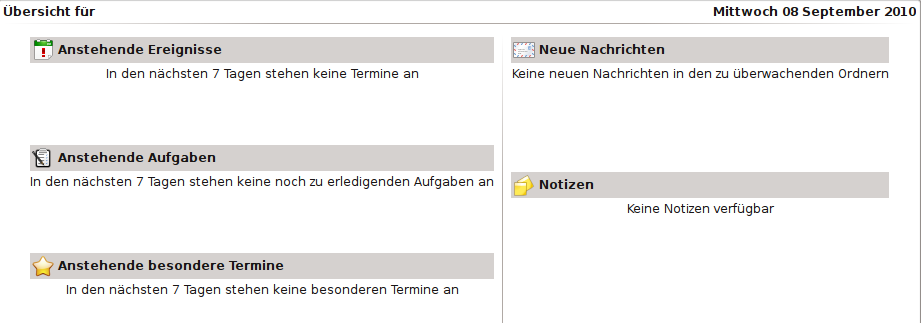 Übersicht für
Mittwoch 08 September 2010
Anstehende Ereignisse
In den nächsten 7 Tagen stehen keine Termine an
Anstehende Aufgaben
In den nächsten 7 Tagen stehen keine noch zu erledigenden Aufgaben an
Anstehende besondere Termine
In den nächsten 7 Tagen stehen keine besonderen Termine an
Neue Nachrichten
Keine neuen Nachrichten in den zu überwachenden Ordnern
Notizen
Keine Notizen verfügbar